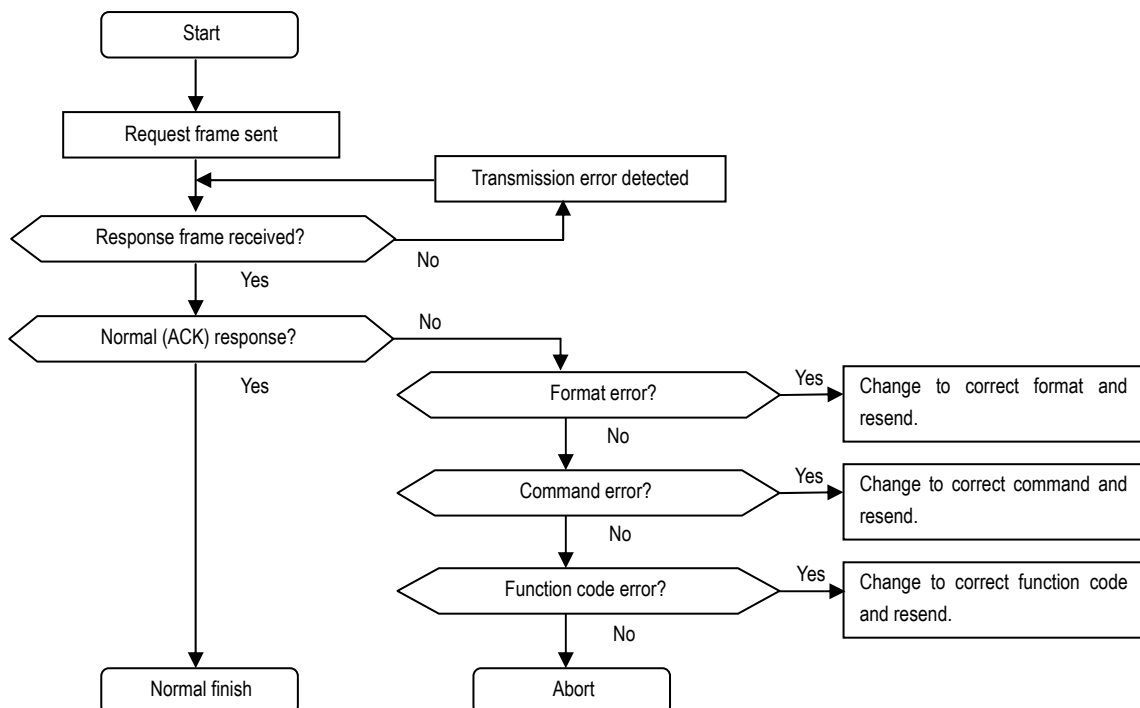 Start
Request frame sent
Transmission error detected
Response frame received?
No
Yes
Normal (ACK) response?
No
Yes
Format error?
Yes
Change to correct format and
resend.
No
Command error?
Yes
Change to correct command and
resend.
No
Function code error?
Yes
Change to correct function code
and resend.
No
Normal finish
Abort